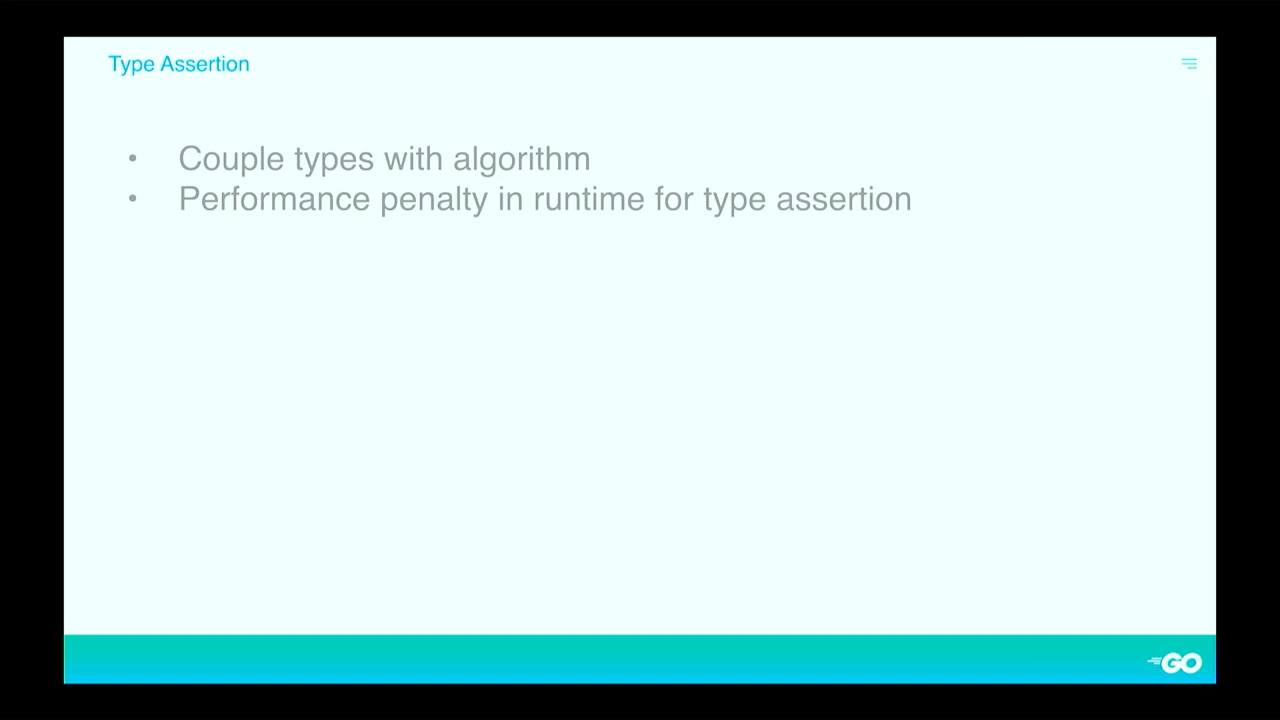 Type Assertion
• Couple types with algorithm
• Performance penalty in runtime for type assertion
GO